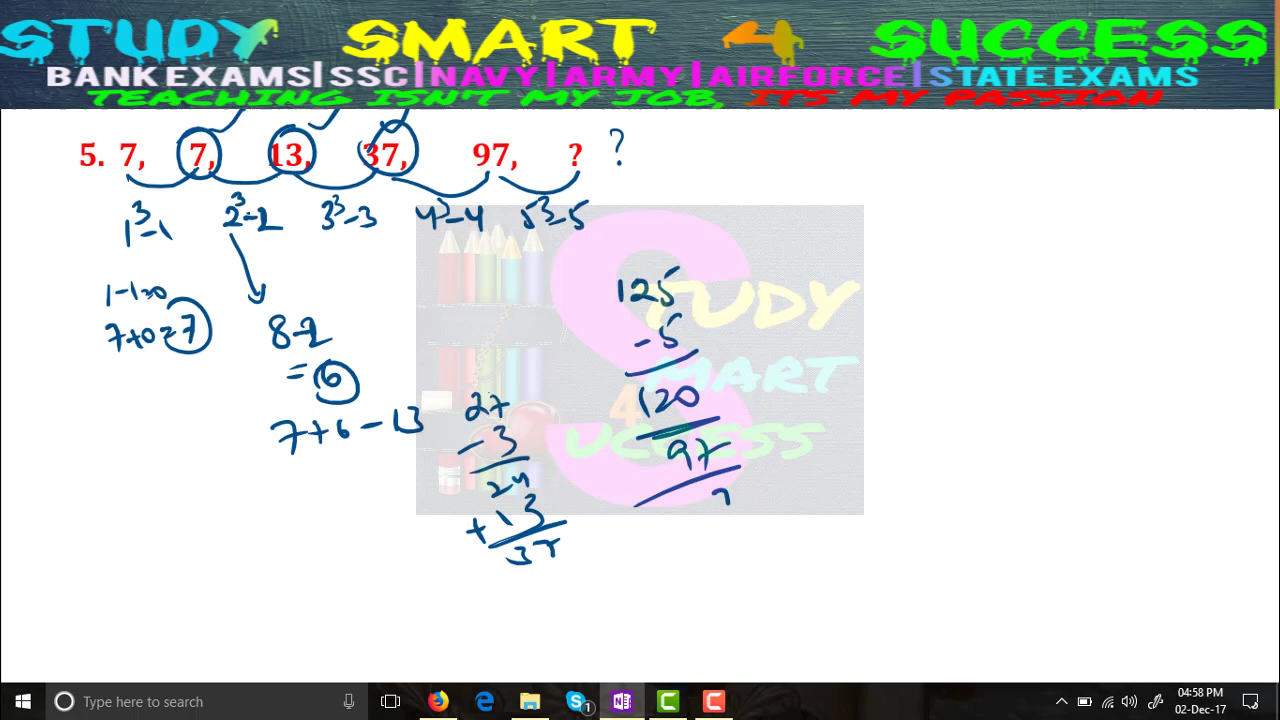 STUDY SMART 4 SUCCESS
BANK EXAMS|SSC|NAVY|ARMY|AIRFORCE|STATE EXAMS
TEACHING ISN'T MY JOB, IT'S MY PASSION
5. 7, 7, 13, 37, 97, ? ?
1³-1 2³-2 3³-3 4³-4 5³-5
1-1=0
7+0=7
8-2
= 6
7+6-13
27
-3
24
+13
37
125
-5
120
97
7
STUDY
SMART
4
SUCCESS
Type here to search
1
04:58 PM
02-Dec-17